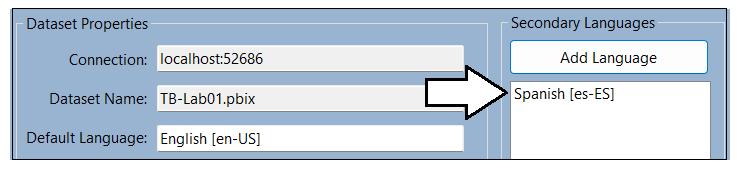 Dataset Properties
Connection: localhost:52686
Dataset Name: TB-Lab01.pbix
Default Language: English [en-US]
Secondary Languages
Add Language
Spanish [es-ES]